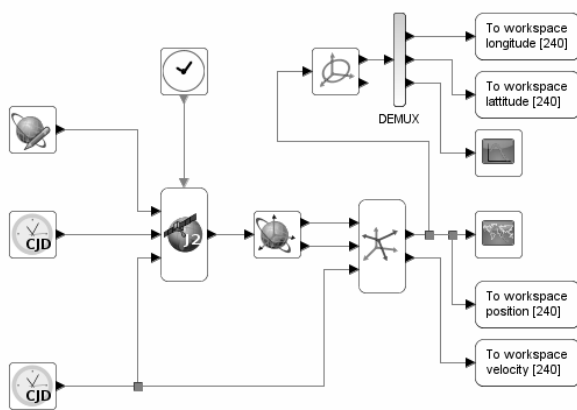 To workspace
longitude [240]
To workspace
lattitude [240]
DEMUX
CJD
J2
To workspace
position [240]
To workspace
velocity [240]
CJD